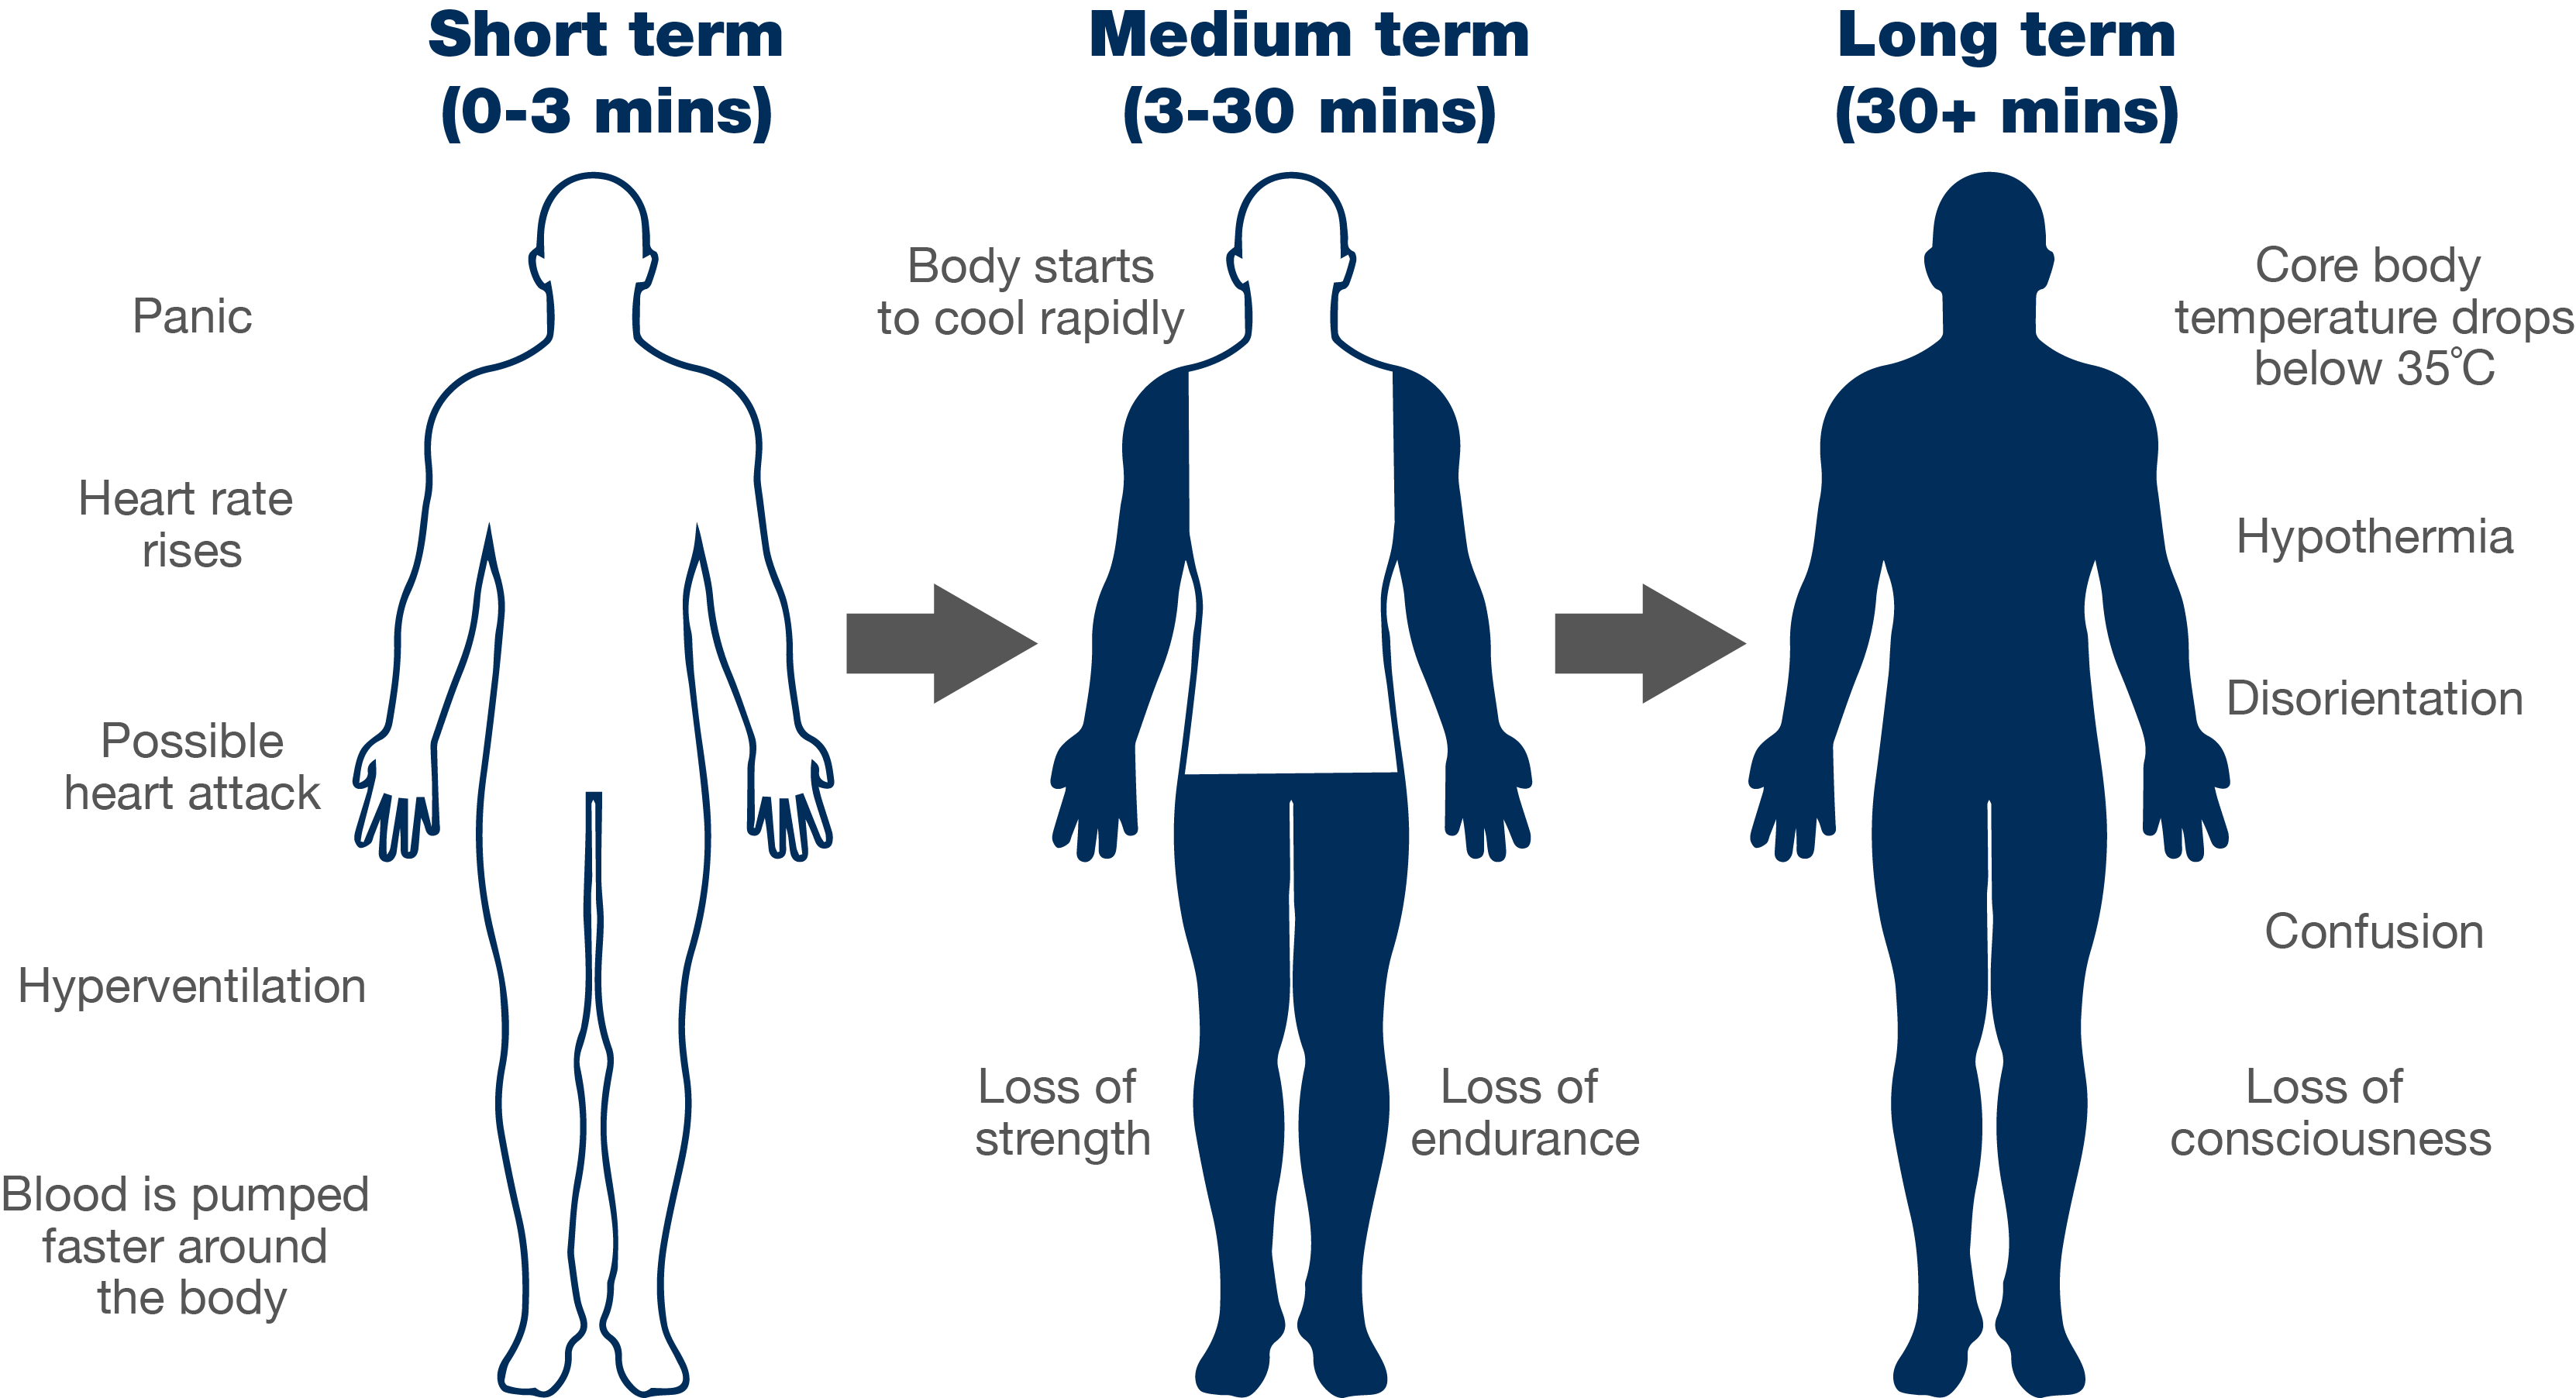 Short term
(0-3 mins)
Panic
Heart rate
rises
Possible
heart attack
Hyperventilation
Blood is pumped
faster around
the body
Medium term
(3-30 mins)
Body starts
to cool rapidly
Loss of
strength
Loss of
endurance
Long term
(30+ mins)
Core body
temperature drops
below 35°C
Hypothermia
Disorientation
Confusion
Loss of
consciousness